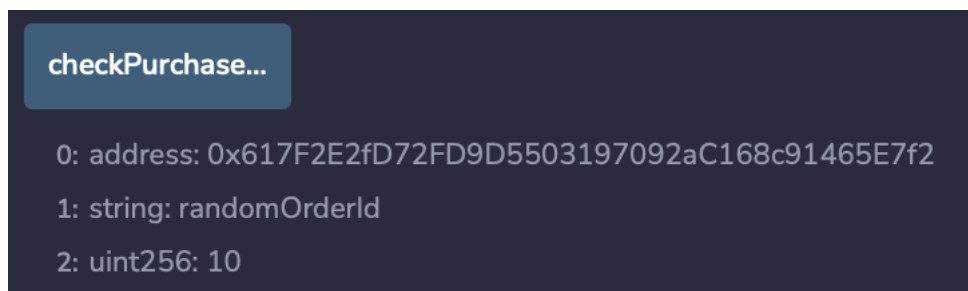 checkPurchase...
0: address: 0x617F2E2fD72FD9D5503197092aC168c91465E7f2
1: string: randomOrderId
2: uint256: 10